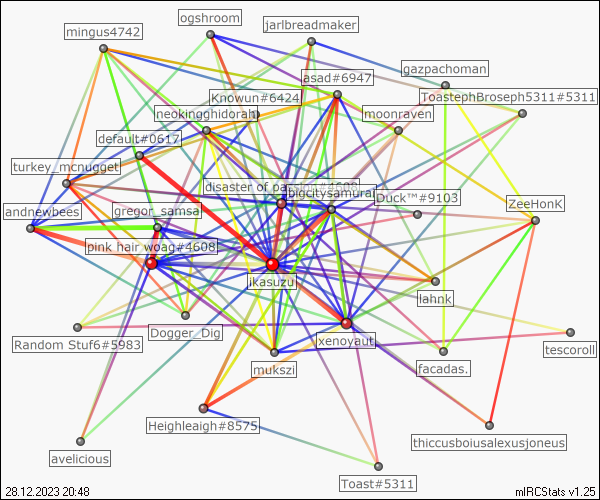 ogshroom
jarlbreadmaker
mingus4742
gazpachoman
asad#6947
Knowun#6424
ToastephBroseph5311#5311
neokingghidorah
moonraven
default#0617
turkey_mcnugget
disaster of
#4608
bigcitysamurai
Duck™#9103
andnewbees
gregor_samsa
ZeeHonK
pink hair woag#4608
ikasuzu
lahnk
Random Stuf6#5983
Dogger_Dig
xenoyaut
tescoroll
mukszi
facadas.
Heighleaigh#8575
thiccusboiusalexusjoneus
avelicious
Toast#5311
28.12.2023 20:48
mIRCStats v1.25